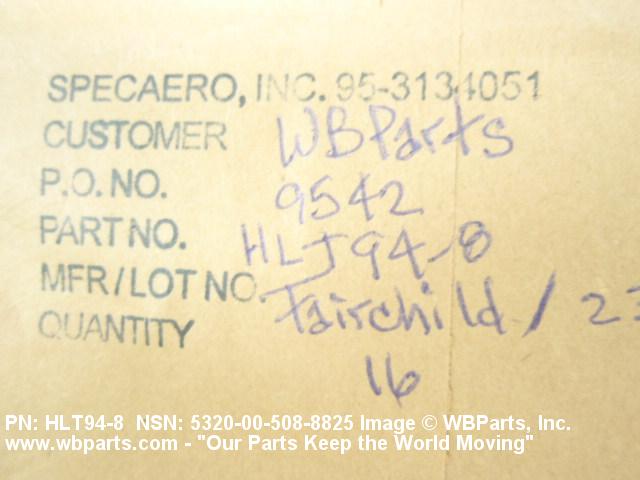 SPECAERO, INC. 95-3134051
CUSTOMER WBParts
P.O. NO. 9542
PART NO. HLT94-8
MFR/LOT NO. Fairchild / 23
QUANTITY 16
PN: HLT94-8 NSN: 5320-00-508-8825 Image © WBParts, Inc.
www.wbparts.com - "Our Parts Keep the World Moving"